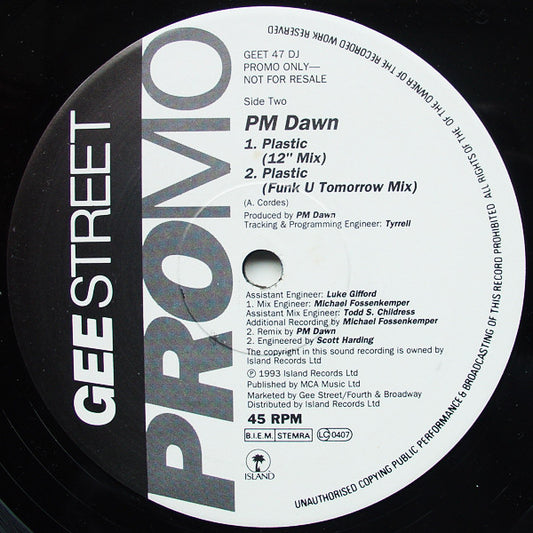 GEE STREET
PROMO
GEET 47 DJ
PROMO ONLY—
NOT FOR RESALE
Side Two
PM Dawn
1. Plastic
(12" Mix)
2. Plastic
(Funk U Tomorrow Mix)
(A. Cordes)
Produced by PM Dawn
Tracking & Programming Engineer: Tyrrell
Assistant Engineer: Luke Gifford
1. Mix Engineer: Michael Fossenkemper
Assistant Mix Engineer: Todd S. Childress
Additional Recording by Michael Fossenkemper
2. Remix by PM Dawn
2. Engineered by Scott Harding
The copyright in this sound recording is owned by
Island Records Ltd
℗ 1993 Island Records Ltd
Published by MCA Music Ltd
Marketed by Gee Street/Fourth & Broadway
Distributed by Island Records Ltd
45 RPM
B.I.E.M. STEMRA LC 0407
ISLAND
UNAUTHORISED COPYING PUBLIC PERFORMANCE & BROADCASTING OF THIS RECORD PROHIBITED ALL RIGHTS OF THE OF THE OWNER OF THE RECORDED WORK RESERVED